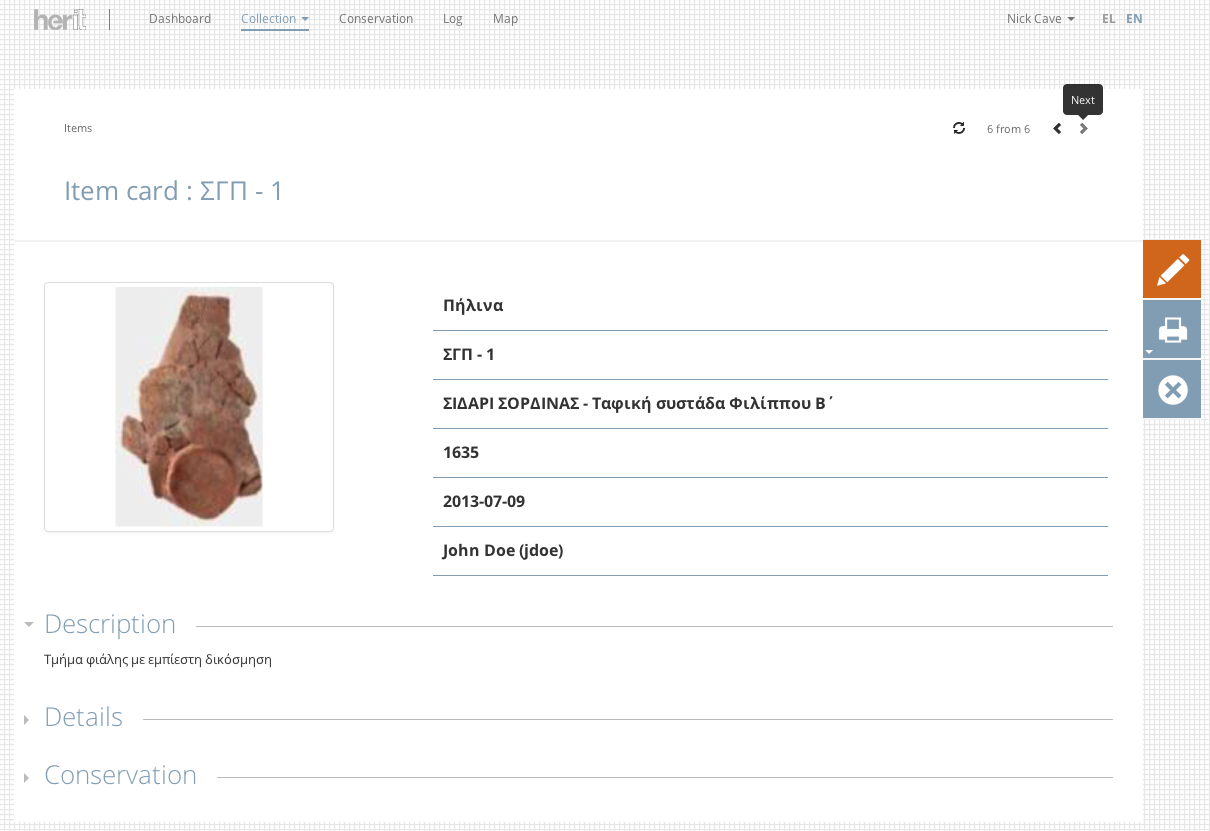 herit
Dashboard Collection Conservation Log Map Nick Cave EL EN
Next
Items 6 from 6
Item card : ΣΓΠ - 1
Πήλινα
ΣΓΠ - 1
ΣΙΔΑΡΙ ΣΟΡΔΙΝΑΣ - Ταφική συστάδα Φιλίππου Β΄
1635
2013-07-09
John Doe (jdoe)
Description
Τμήμα φιάλης με εμπίεστη δικόσμηση
Details
Conservation